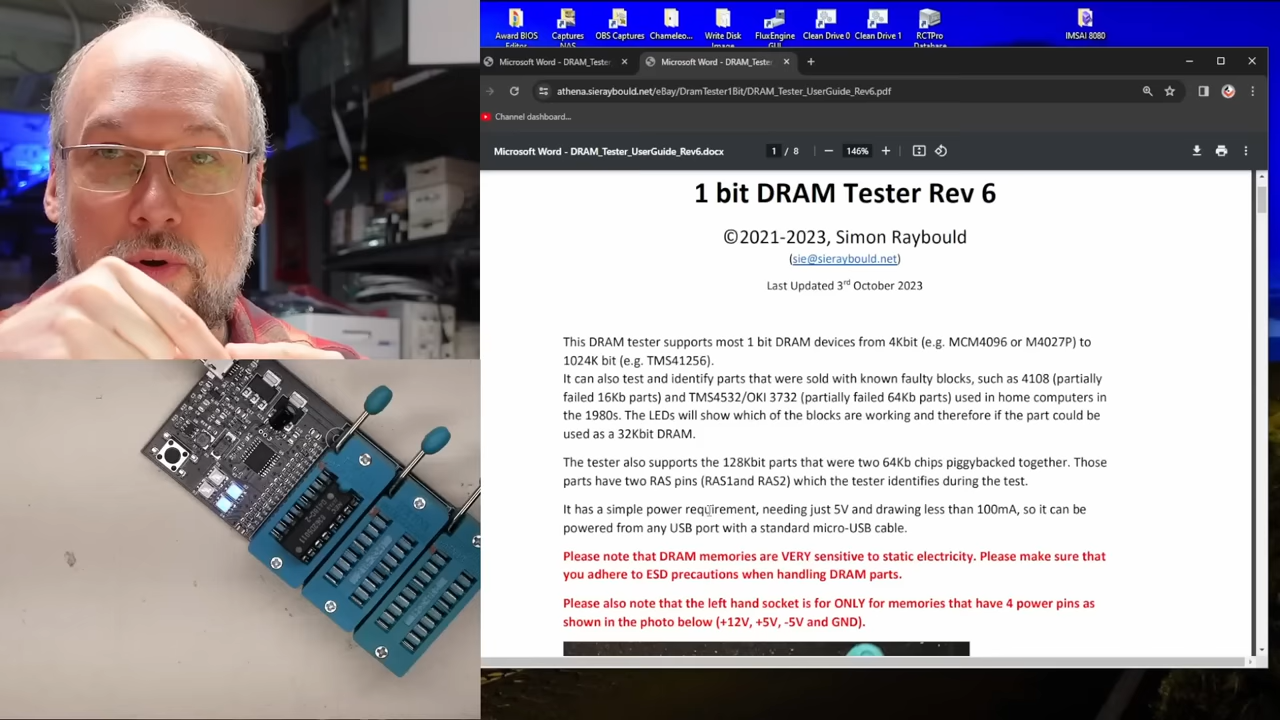 Award BIOS
Editor
Captures
NAS
OBS Captures
Chameleo...
Write Disk
Image
FluxEngine
GUI
Clean Drive 0
Clean Drive 1
RCTPro
Database
IMSAI 8080
Microsoft Word - DRAM_Tester
Microsoft Word - DRAM_Teste
athena.sieraybould.net/eBay/DramTester1Bit/DRAM_Tester_UserGuide_Rev6.pdf
Channel dashboard...
Microsoft Word - DRAM_Tester_UserGuide_Rev6.docx
1 / 8
146%
1 bit DRAM Tester Rev 6
©2021-2023, Simon Raybould
(sie@sieraybould.net)
Last Updated 3rd October 2023
This DRAM tester supports most 1 bit DRAM devices from 4Kbit (e.g. MCM4096 or M4027P) to
1024K bit (e.g. TMS41256).
It can also test and identify parts that were sold with known faulty blocks, such as 4108 (partially
failed 16Kb parts) and TMS4532/OKI 3732 (partially failed 64Kb parts) used in home computers in
the 1980s. The LEDs will show which of the blocks are working and therefore if the part could be
used as a 32Kbit DRAM.
The tester also supports the 128Kbit parts that were two 64Kb chips piggybacked together. Those
parts have two RAS pins (RAS1and RAS2) which the tester identifies during the test.
It has a simple power requirement, needing just 5V and drawing less than 100mA, so it can be
powered from any USB port with a standard micro-USB cable.
Please note that DRAM memories are VERY sensitive to static electricity. Please make sure that
you adhere to ESD precautions when handling DRAM parts.
Please also note that the left hand socket is for ONLY for memories that have 4 power pins as
shown in the photo below (+12V, +5V, -5V and GND).